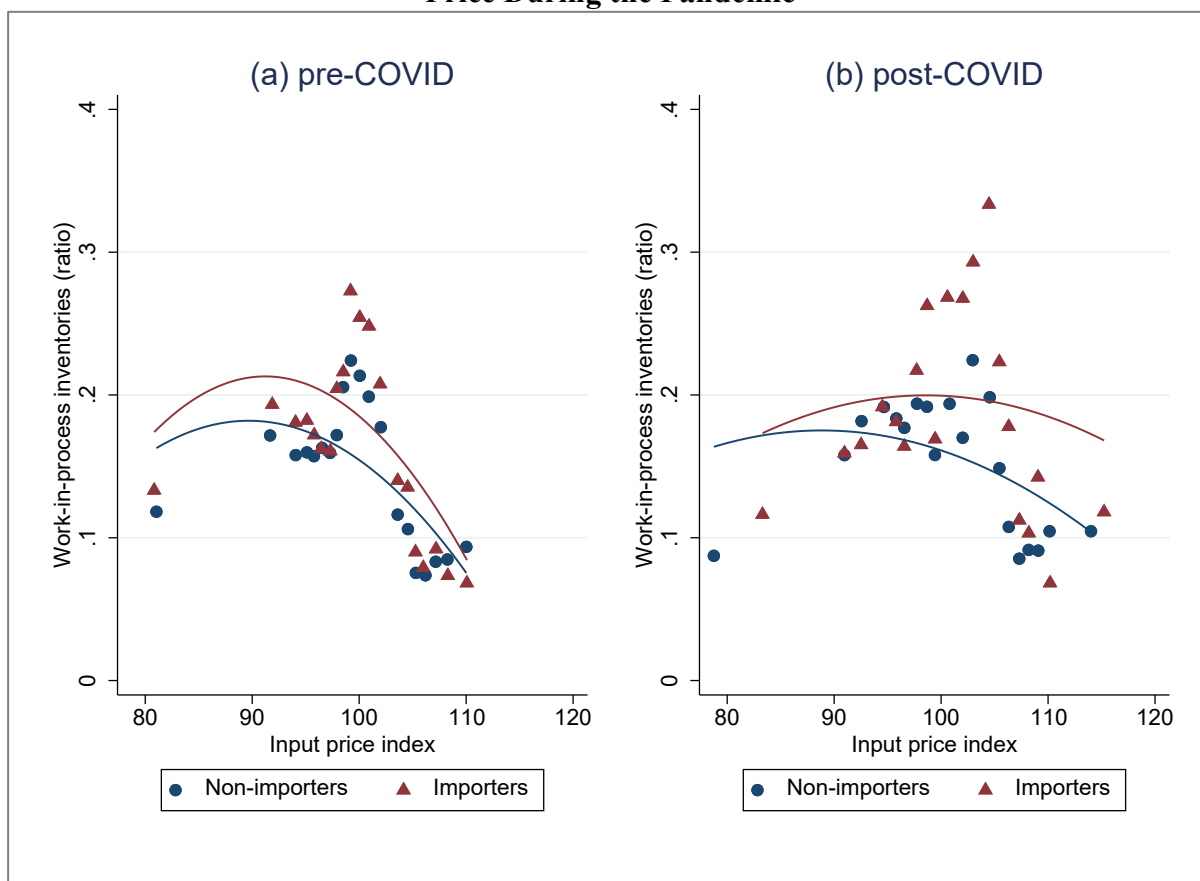 Price During the Pandemic
(a) pre-COVID
Work-in-process inventories (ratio)
.4
.3
.2
.1
0
80 90 100 110 120
Input price index
Non-importers Importers
(b) post-COVID
Work-in-process inventories (ratio)
.4
.3
.2
.1
0
80 90 100 110 120
Input price index
Non-importers Importers